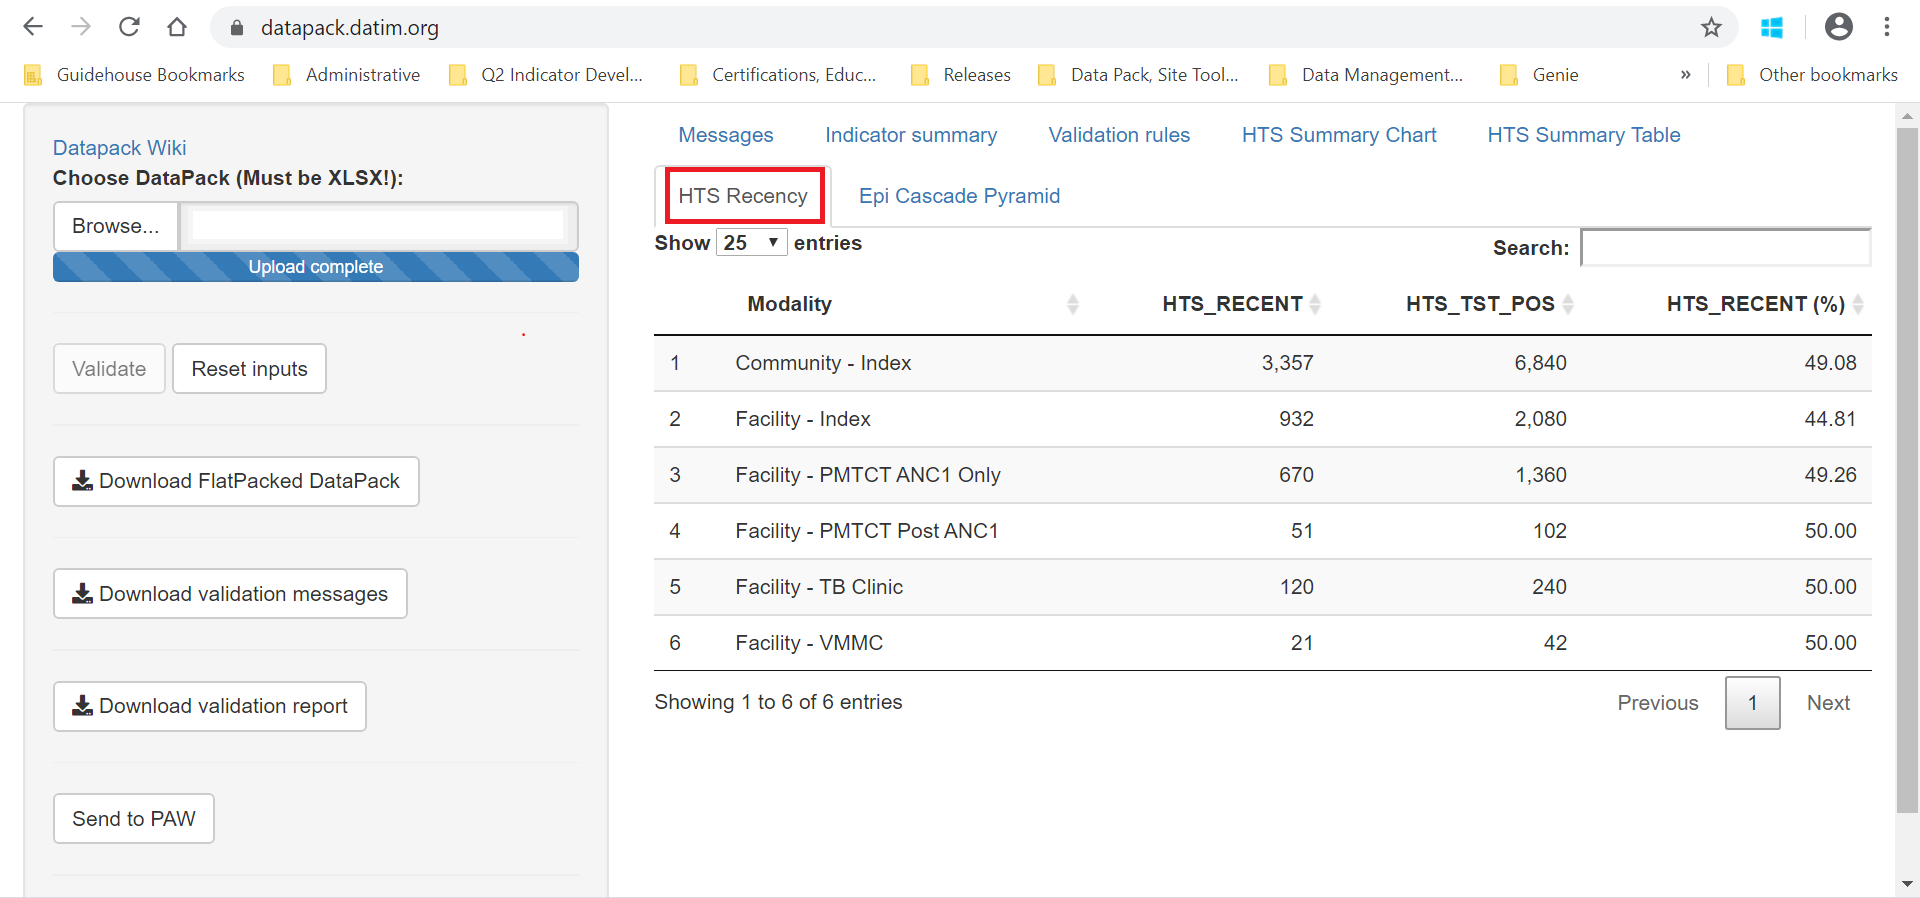 datapack.datim.org
Guidehouse Bookmarks Administrative Q2 Indicator Devel... Certifications, Educ... Releases Data Pack, Site Tool... Data Management... Genie » Other bookmarks
Datapack Wiki
Choose DataPack (Must be XLSX!):
Browse...
Upload complete
Validate Reset inputs
Download FlatPacked DataPack
Download validation messages
Download validation report
Send to PAW
Messages Indicator summary Validation rules HTS Summary Chart HTS Summary Table
HTS Recency Epi Cascade Pyramid
Show 25 entries Search:
Modality HTS_RECENT HTS_TST_POS HTS_RECENT (%)
1 Community - Index 3,357 6,840 49.08
2 Facility - Index 932 2,080 44.81
3 Facility - PMTCT ANC1 Only 670 1,360 49.26
4 Facility - PMTCT Post ANC1 51 102 50.00
5 Facility - TB Clinic 120 240 50.00
6 Facility - VMMC 21 42 50.00
Showing 1 to 6 of 6 entries Previous 1 Next